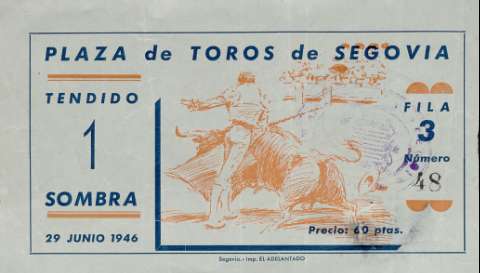 PLAZA de TOROS de SEGOVIA
TENDIDO
1
SOMBRA
29 JUNIO 1946
FILA
3
Número
48
Precio: 60 ptas.
Segovia.- Imp. EL ADELANTADO